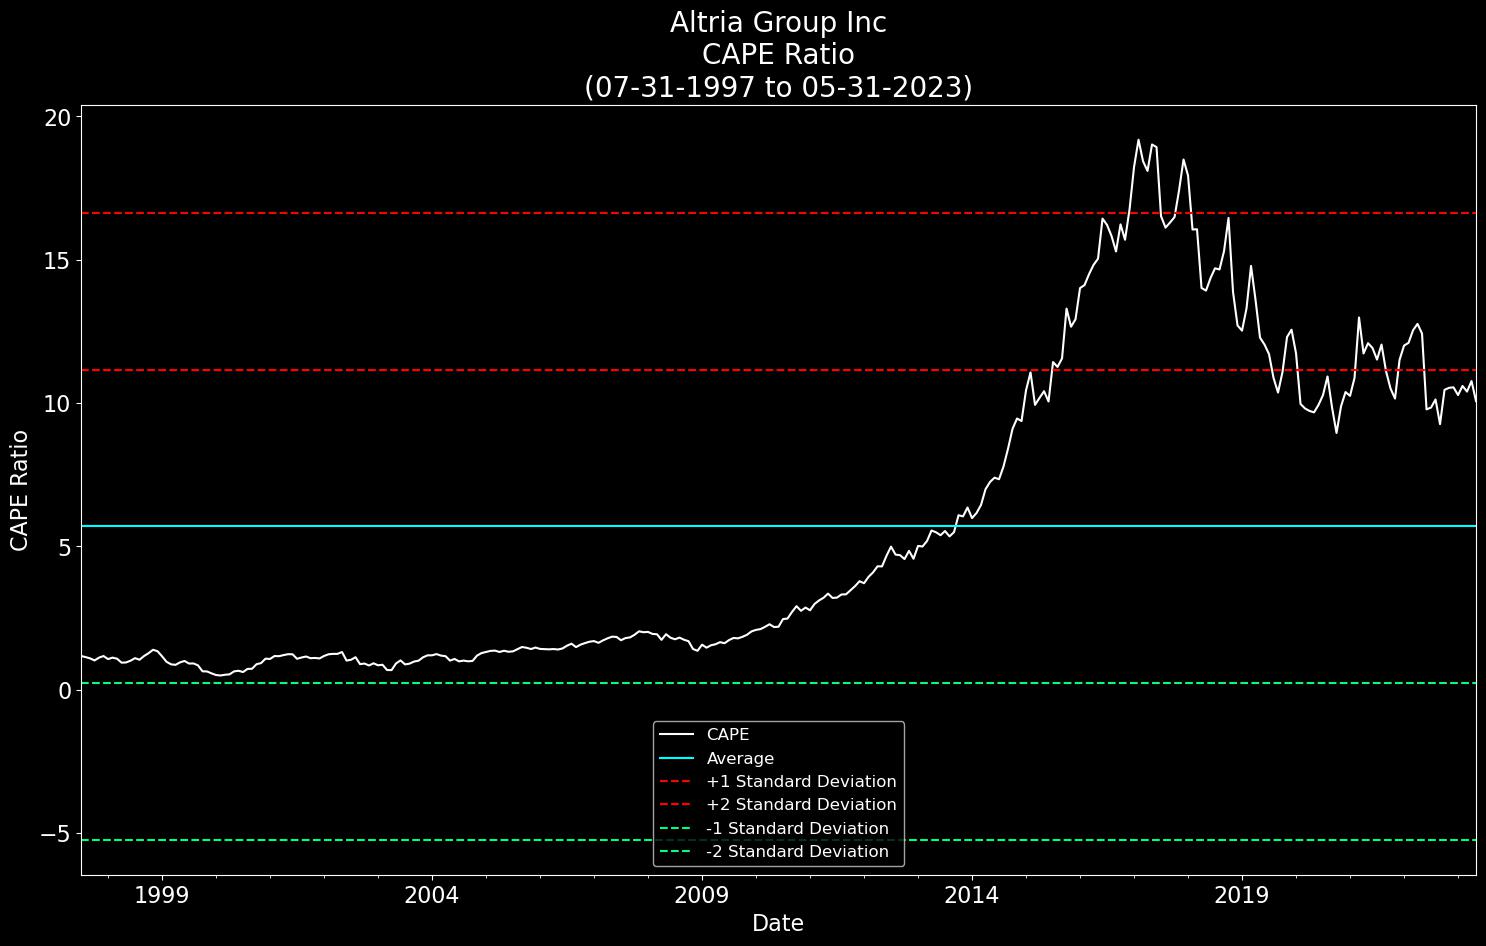 Altria Group Inc
CAPE Ratio
(07-31-1997 to 05-31-2023)
20
15
10
5
0
−5
CAPE Ratio
CAPE
Average
+1 Standard Deviation
+2 Standard Deviation
-1 Standard Deviation
-2 Standard Deviation
1999
2004
2009
2014
2019
Date